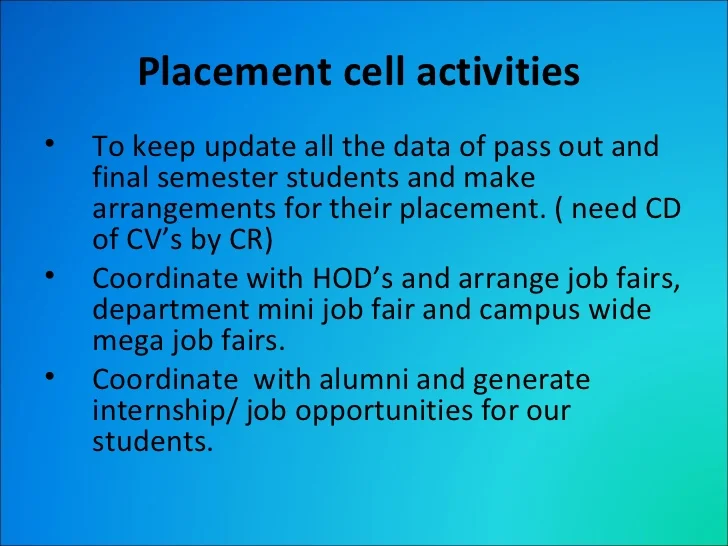 Placement cell activities
• To keep update all the data of pass out and
final semester students and make
arrangements for their placement. ( need CD
of CV’s by CR)
• Coordinate with HOD’s and arrange job fairs,
department mini job fair and campus wide
mega job fairs.
• Coordinate  with alumni and generate
internship/ job opportunities for our
students.